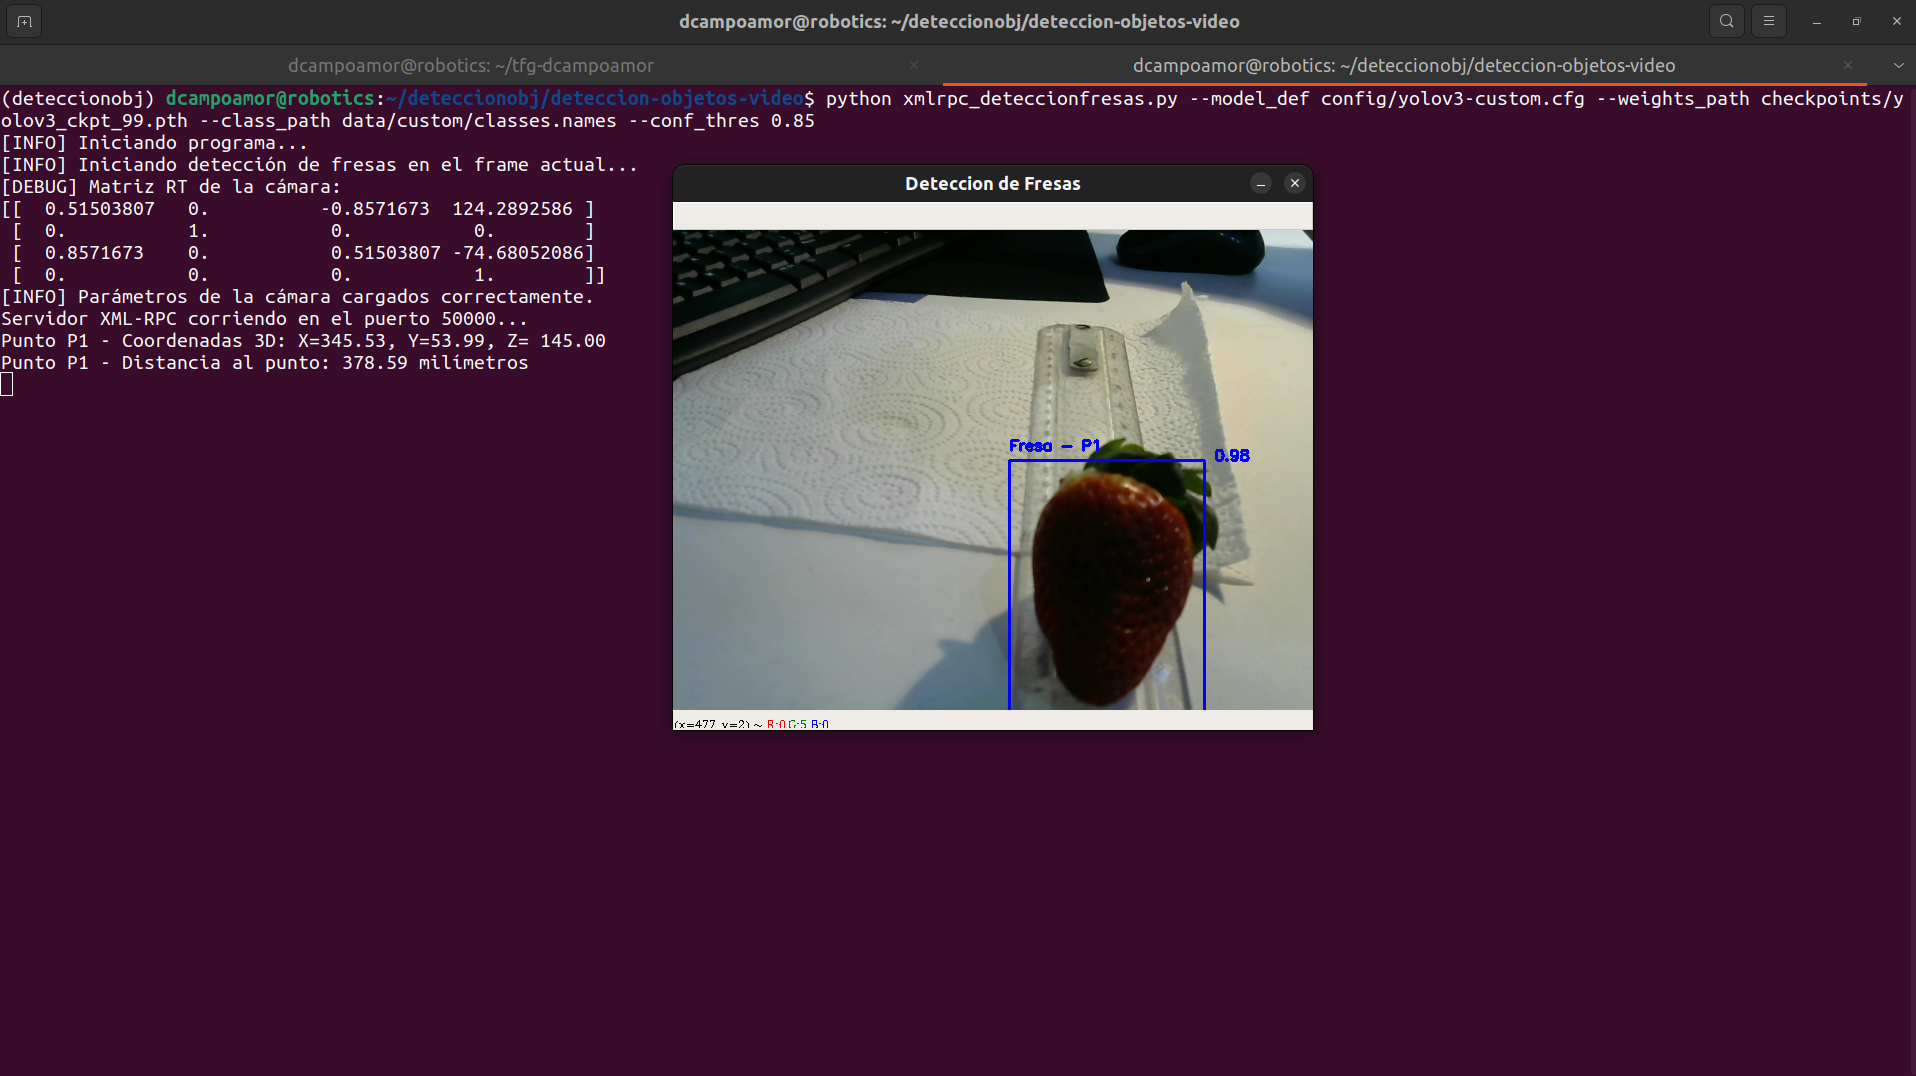 dcampoamor@robotics: ~/deteccionobj/deteccion-objetos-video
dcampoamor@robotics: ~/tfg-dcampoamor
dcampoamor@robotics: ~/deteccionobj/deteccion-objetos-video
(deteccionobj) dcampoamor@robotics:~/deteccionobj/deteccion-objetos-video$ python xmlrpc_deteccionfresas.py --model_def config/yolov3-custom.cfg --weights_path checkpoints/y
olov3_ckpt_99.pth --class_path data/custom/classes.names --conf_thres 0.85
[INFO] Iniciando programa...
[INFO] Iniciando detección de fresas en el frame actual...
[DEBUG] Matriz RT de la cámara:
[[  0.51503807   0.          -0.8571673  124.2892586 ]
 [  0.           1.           0.           0.        ]
 [  0.8571673    0.           0.51503807 -74.68052086]
 [  0.           0.           0.           1.        ]]
[INFO] Parámetros de la cámara cargados correctamente.
Servidor XML-RPC corriendo en el puerto 50000...
Punto P1 - Coordenadas 3D: X=345.53, Y=53.99, Z= 145.00
Punto P1 - Distancia al punto: 378.59 milímetros
Deteccion de Fresas
Fresa - P1
0.98
(x=477, y=2) ~ R:0 G:5 B:0